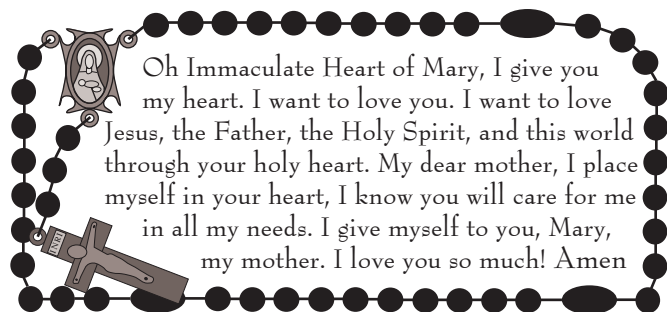 Oh Immaculate Heart of Mary, I give you
my heart. I want to love you. I want to love
Jesus, the Father, the Holy Spirit, and this world
through your holy heart. My dear mother, I place
myself in your heart, I know you will care for me
in all my needs. I give myself to you, Mary,
my mother. I love you so much! Amen
INRI